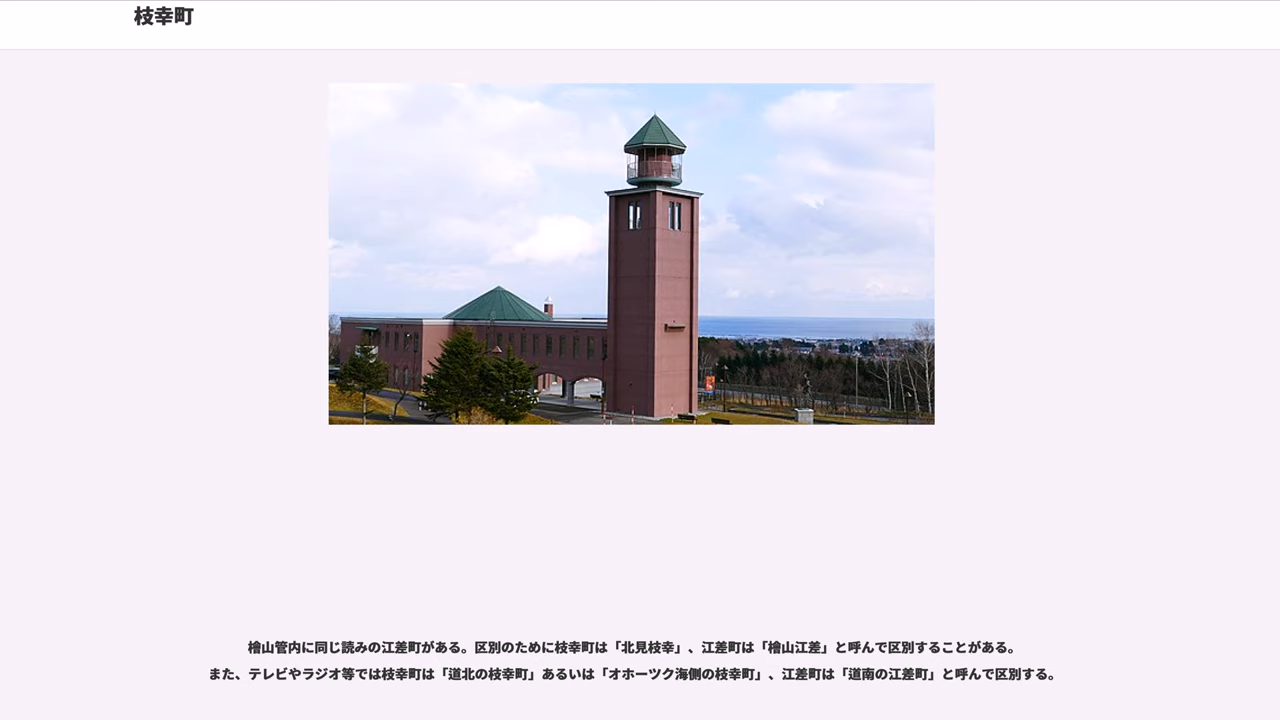 枝幸町
檜山管内に同じ読みの江差町がある。区別のために枝幸町は「北見枝幸」、江差町は「檜山江差」と呼んで区別することがある。
また、テレビやラジオ等では枝幸町は「道北の枝幸町」あるいは「オホーツク海側の枝幸町」、江差町は「道南の江差町」と呼んで区別する。